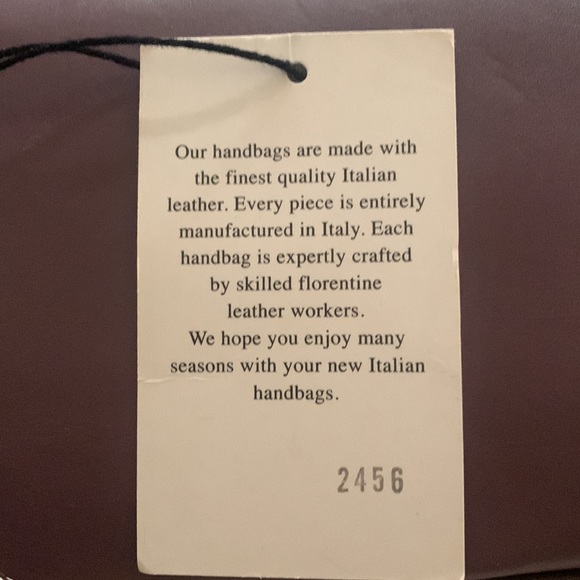 Our handbags are made with
the finest quality Italian
leather. Every piece is entirely
manufactured in Italy. Each
handbag is expertly crafted
by skilled florentine
leather workers.
We hope you enjoy many
seasons with your new Italian
handbags.
2456